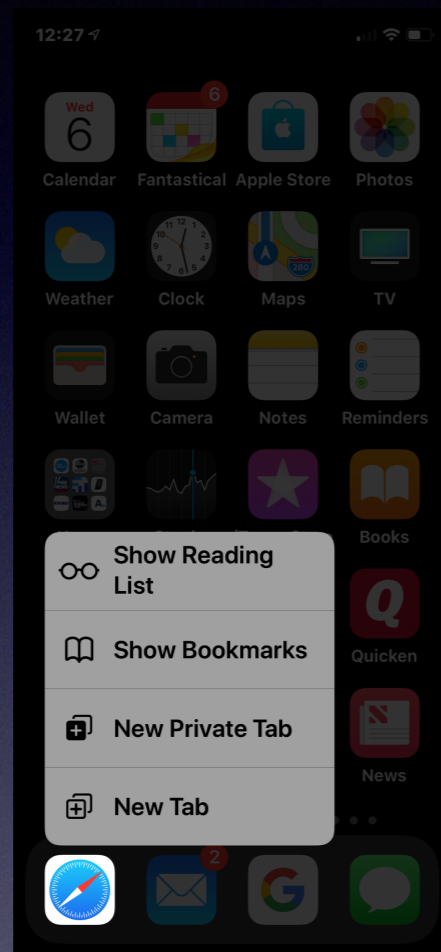 12:27
Wed
6
6
Calendar
Fantastical
Apple Store
Photos
280
Weather
Clock
Maps
TV
Wallet
Camera
Notes
Reminders
Books
Show Reading
List
Show Bookmarks
Q
Quicken
New Private Tab
N
News
New Tab
2
G